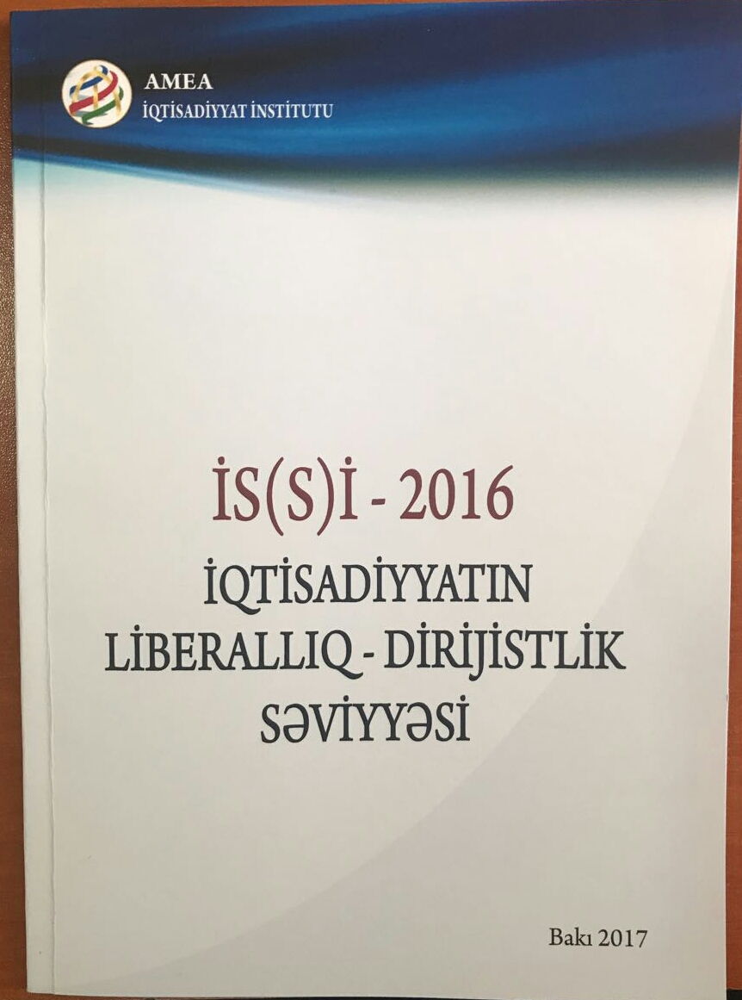 AMEA
İQTİSADİYYAT İNSTİTUTU
İS(S)İ - 2016
İQTİSADİYYATIN
LİBERALLIQ - DİRİJİSTLİK
SƏVİYYƏSİ
Bakı 2017